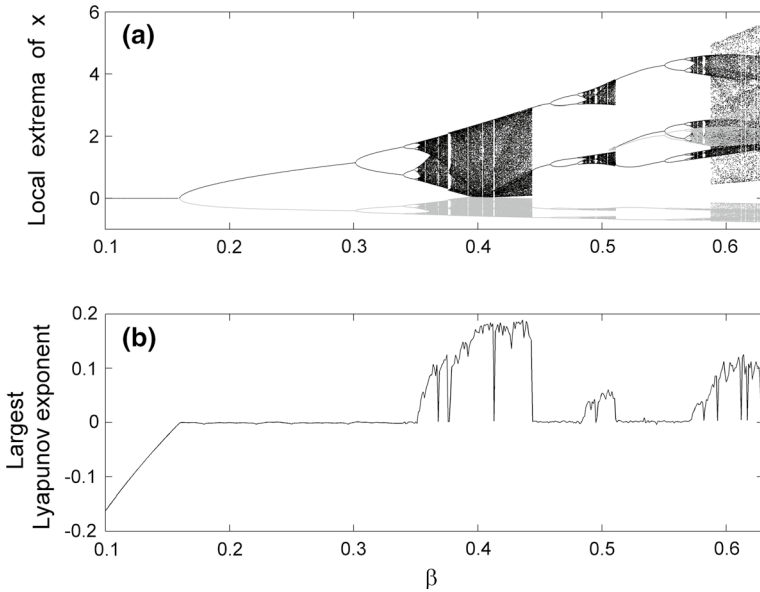 (a)
Local extrema of x
6
4
2
0
0.1 0.2 0.3 0.4 0.5 0.6
(b)
Largest
Lyapunov exponent
0.2
0.1
0
-0.1
-0.2
0.1 0.2 0.3 0.4 0.5 0.6
β